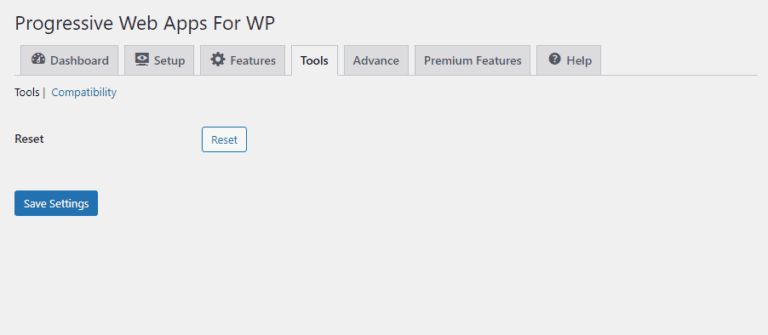 Progressive Web Apps For WP
Dashboard Setup Features Tools Advance Premium Features Help
Tools | Compatibility
Reset Reset
Save Settings